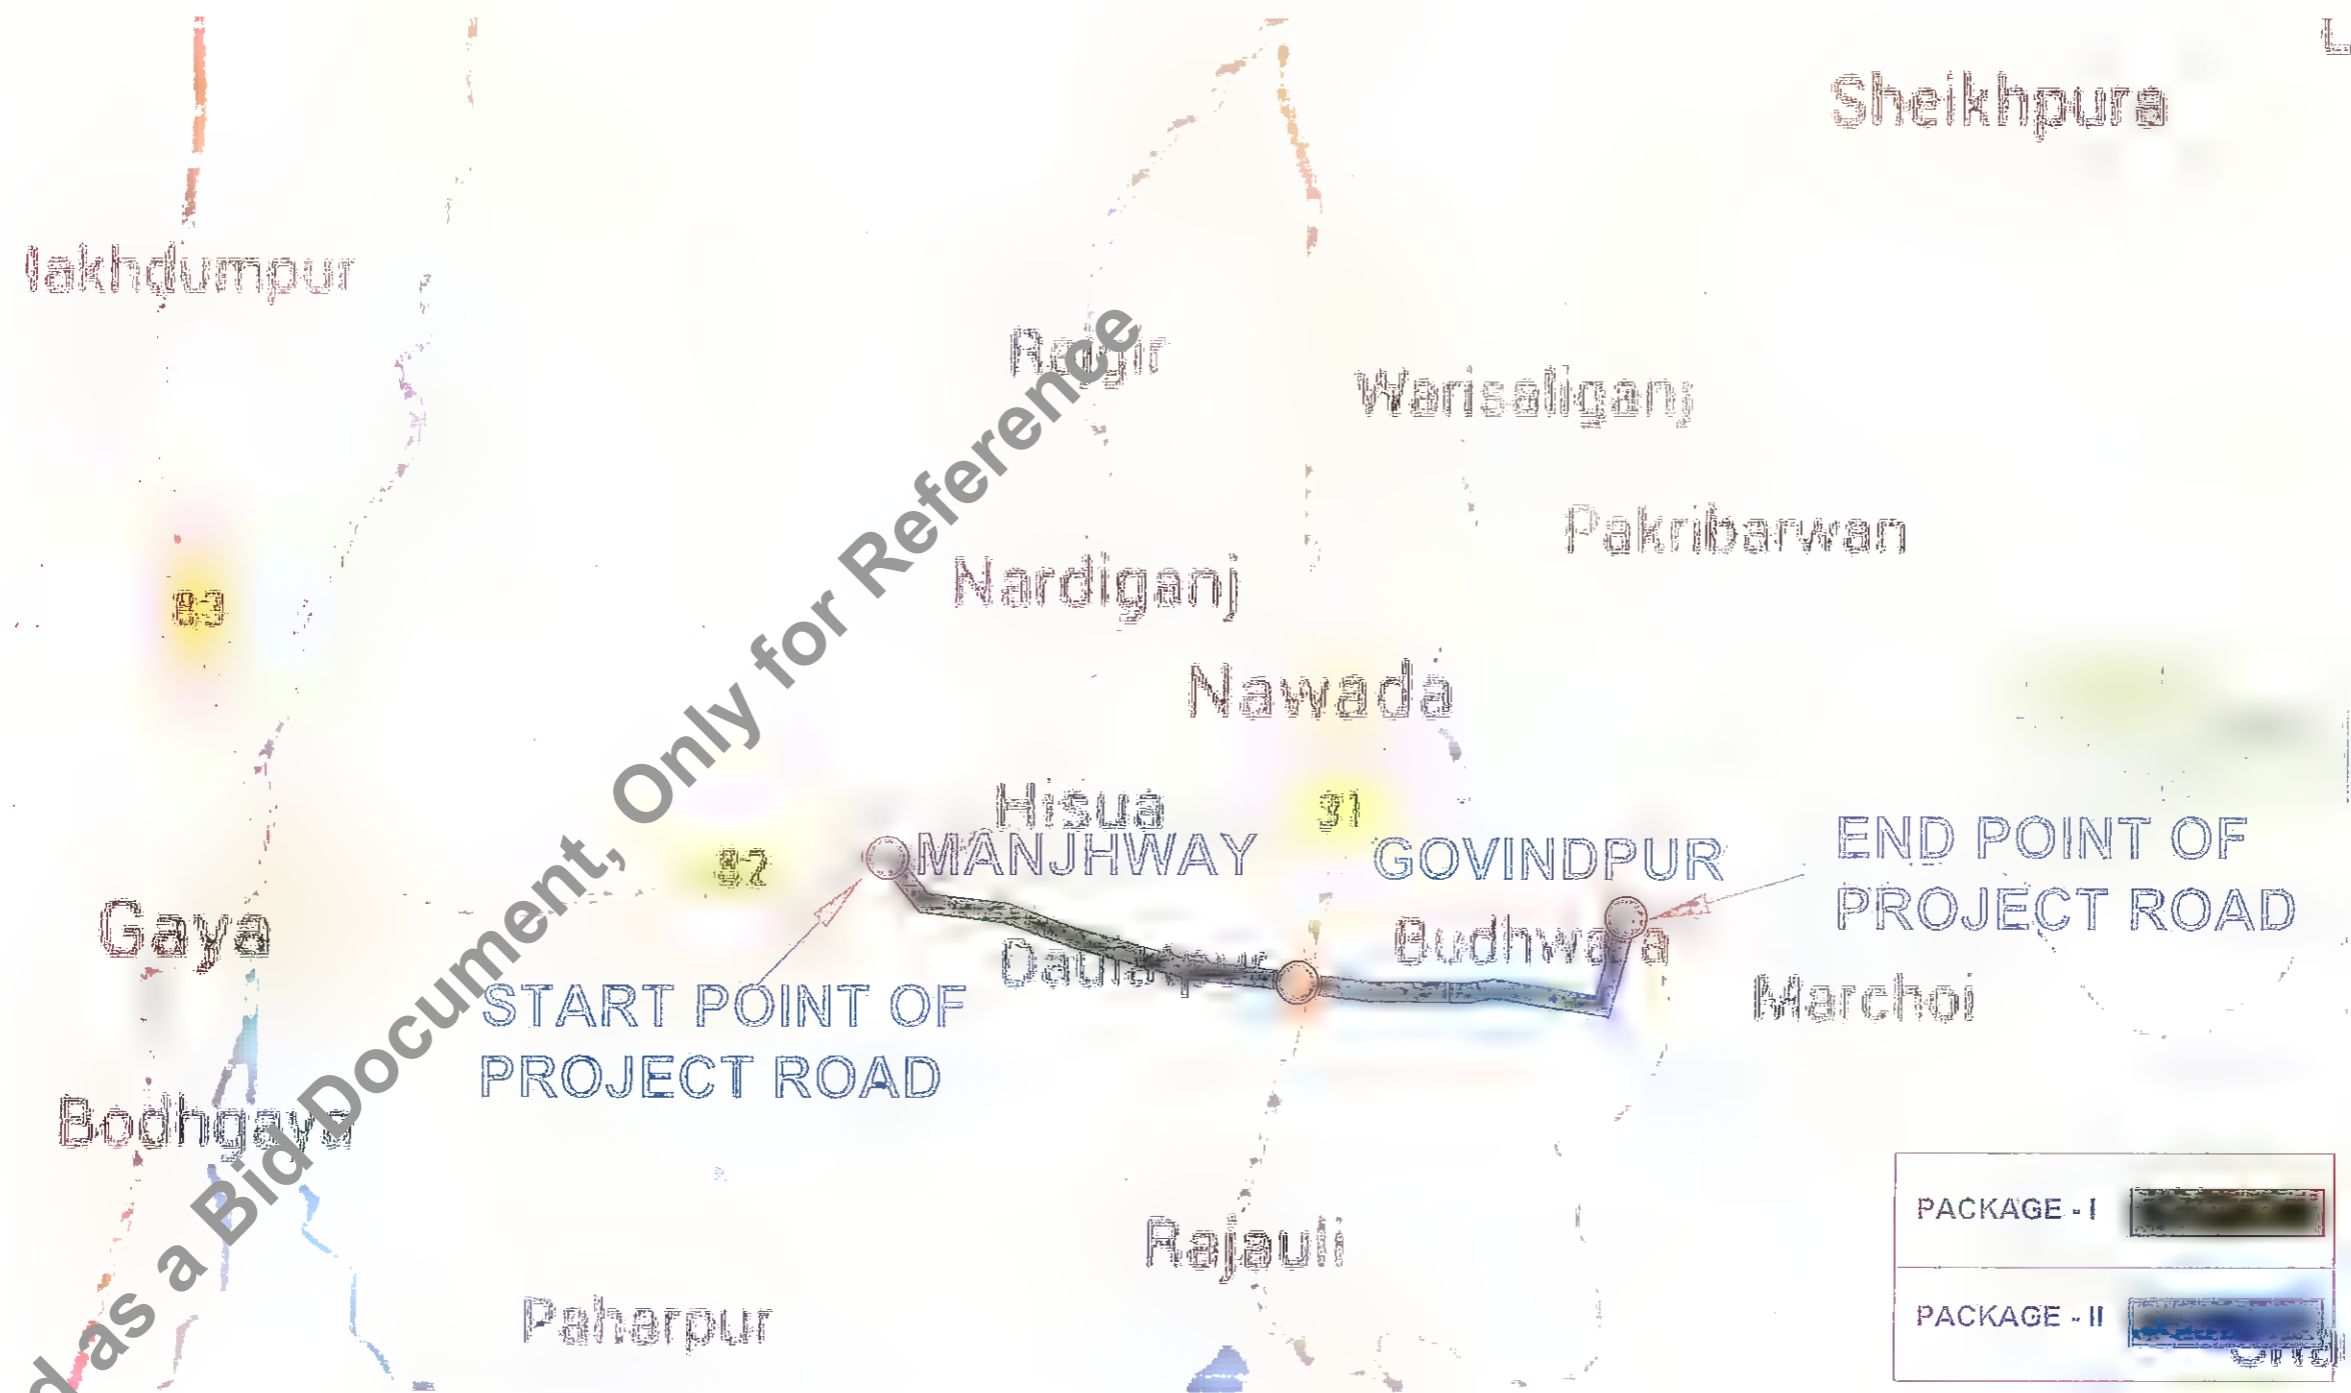 Sheikhpura
lakhdumpur
Rajgir
Warisaliganj
Pakribarwan
Nardiganj
83
Nawada
Hisua
31
MANJHWAY
GOVINDPUR
END POINT OF
PROJECT ROAD
Gaya
Budhwara
START POINT OF
PROJECT ROAD
Marchoi
Bodhgaya
Rajauli
Paharpur
PACKAGE - I
PACKAGE - II
d as a Bid Document, Only for Reference